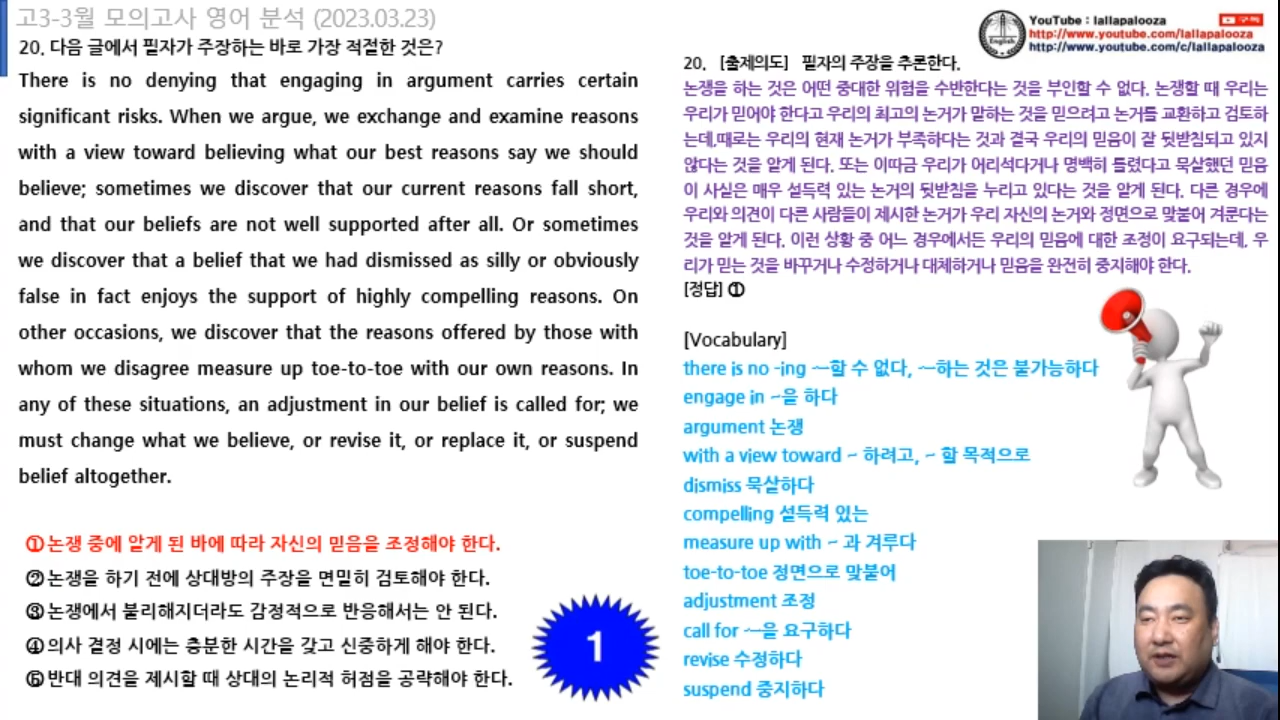 고3-3월 모의고사 영어 분석 (2023.03.23)
20. 다음 글에서 필자가 주장하는 바로 가장 적절한 것은?
There is no denying that engaging in argument carries certain
significant risks. When we argue, we exchange and examine reasons
with a view toward believing what our best reasons say we should
believe; sometimes we discover that our current reasons fall short,
and that our beliefs are not well supported after all. Or sometimes
we discover that a belief that we had dismissed as silly or obviously
false in fact enjoys the support of highly compelling reasons. On
other occasions, we discover that the reasons offered by those with
whom we disagree measure up toe-to-toe with our own reasons. In
any of these situations, an adjustment in our belief is called for; we
must change what we believe, or revise it, or replace it, or suspend
belief altogether.
①논쟁 중에 알게 된 바에 따라 자신의 믿음을 조정해야 한다.
②논쟁을 하기 전에 상대방의 주장을 면밀히 검토해야 한다.
③논쟁에서 불리해지더라도 감정적으로 반응해서는 안 된다.
④의사 결정 시에는 충분한 시간을 갖고 신중하게 해야 한다.
⑤반대 의견을 제시할 때 상대의 논리적 허점을 공략해야 한다.
1
English
YouTube : lallapalooza
구독
http://www.youtube.com/lallapalooza
http://www.youtube.com/c/lallapalooza
20. [출제의도] 필자의 주장을 추론한다.
논쟁을 하는 것은 어떤 중대한 위험을 수반한다는 것을 부인할 수 없다. 논쟁할 때 우리는
우리가 믿어야 한다고 우리의 최고의 논거가 말하는 것을 믿으려고 논거를 교환하고 검토하
는데,때로는 우리의 현재 논거가 부족하다는 것과 결국 우리의 믿음이 잘 뒷받침되고 있지
않다는 것을 알게 된다. 또는 이따금 우리가 어리석다거나 명백히 틀렸다고 묵살했던 믿음
이 사실은 매우 설득력 있는 논거의 뒷받침을 누리고 있다는 것을 알게 된다. 다른 경우에
우리와 의견이 다른 사람들이 제시한 논거가 우리 자신의 논거와 정면으로 맞붙어 겨룬다는
것을 알게 된다. 이런 상황 중 어느 경우에서든 우리의 믿음에 대한 조정이 요구되는데, 우
리가 믿는 것을 바꾸거나 수정하거나 대체하거나 믿음을 완전히 중지해야 한다.
[정답] ①
[Vocabulary]
there is no -ing ~할 수 없다, ~하는 것은 불가능하다
engage in ~을 하다
argument 논쟁
with a view toward ~ 하려고, ~ 할 목적으로
dismiss 묵살하다
compelling 설득력 있는
measure up with ~ 과 겨루다
toe-to-toe 정면으로 맞붙어
adjustment 조정
call for ~을 요구하다
revise 수정하다
suspend 중지하다